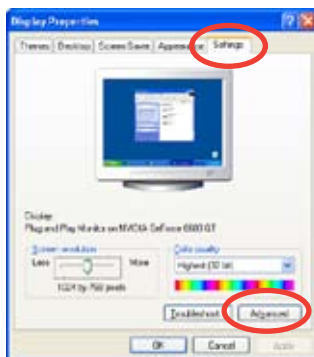 Display Properties
Themes Desktop Screen Saver Appearance Settings
Display:
Plug and Play Monitor on NVIDIA GeForce 6600 GT
Screen resolution
Less More
1024 by 768 pixels
Color quality
Highest (32 bit)
Troubleshoot... Advanced
OK Cancel Apply